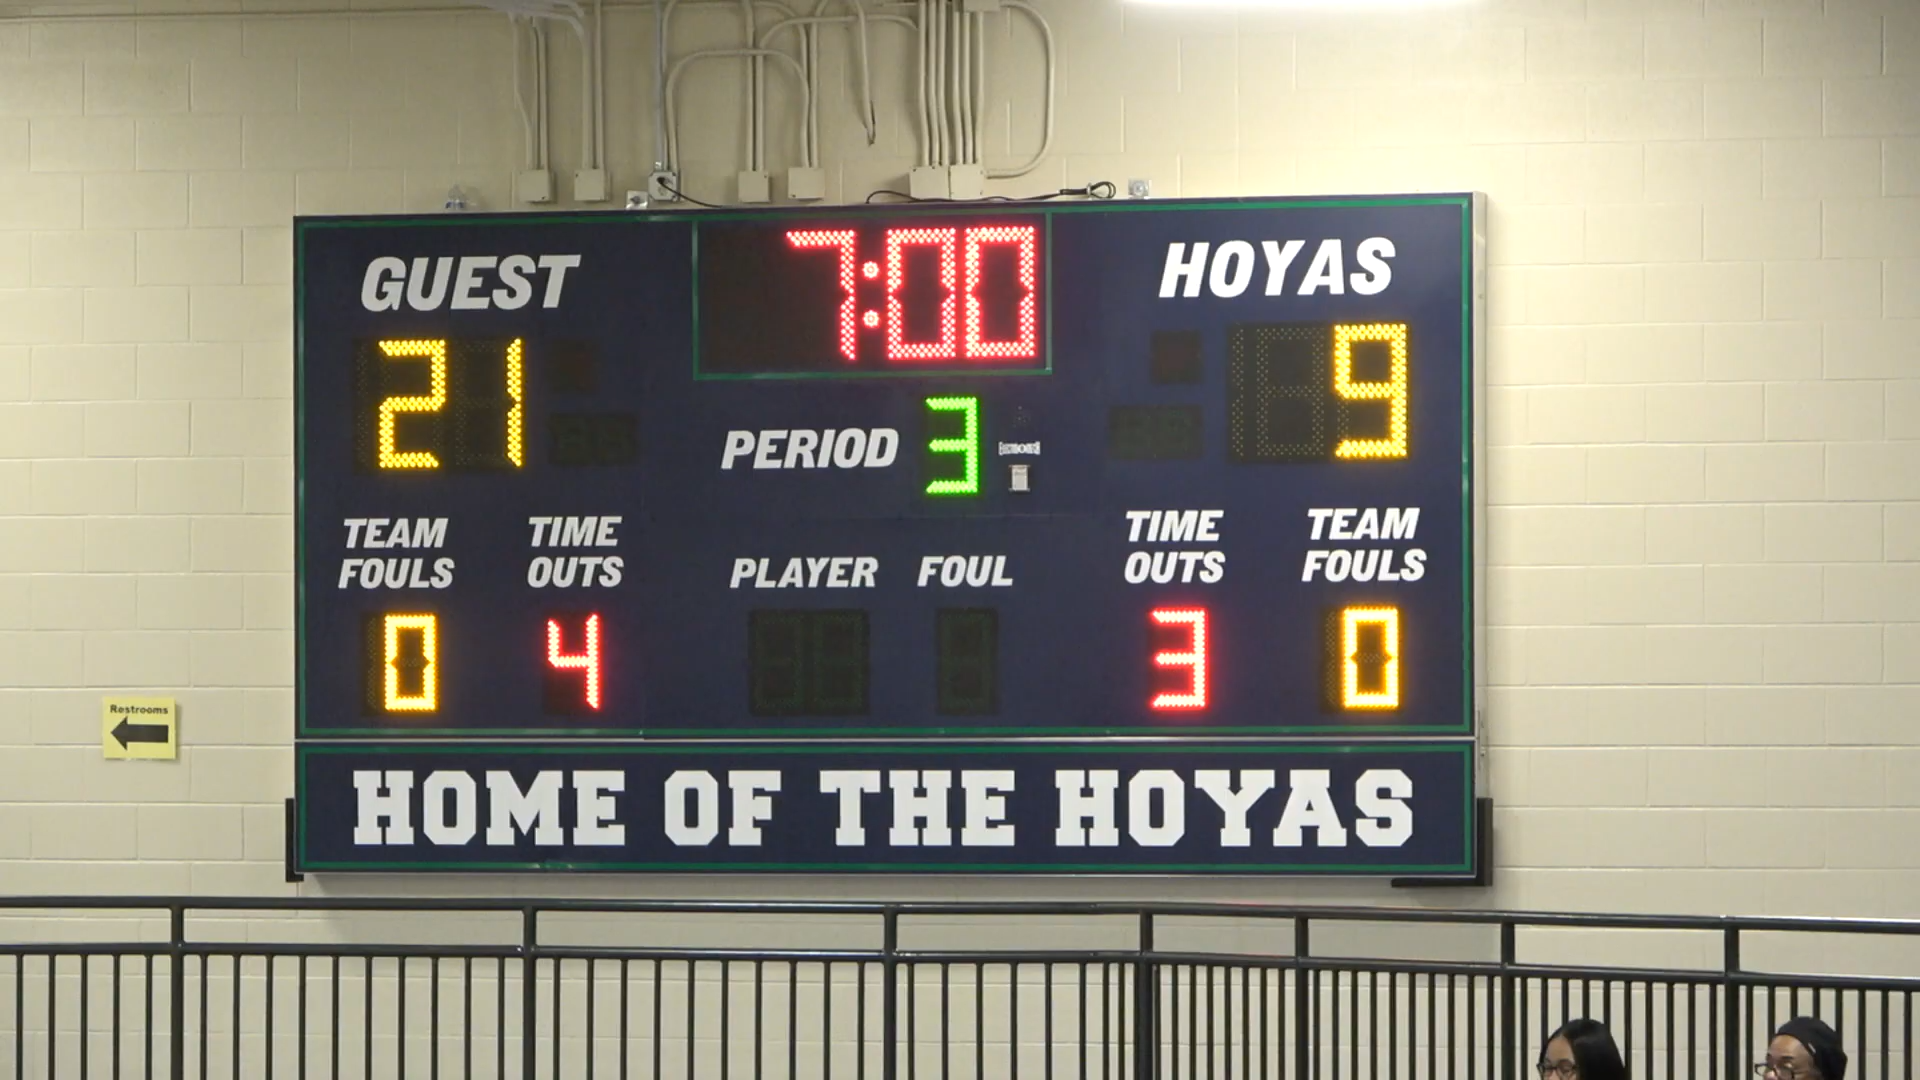 GUEST
7:00
HOYAS
21
PERIOD 3
9
TEAM FOULS
TIME OUTS
PLAYER
FOUL
TIME OUTS
TEAM FOULS
0
4
3
0
Restrooms
HOME OF THE HOYAS